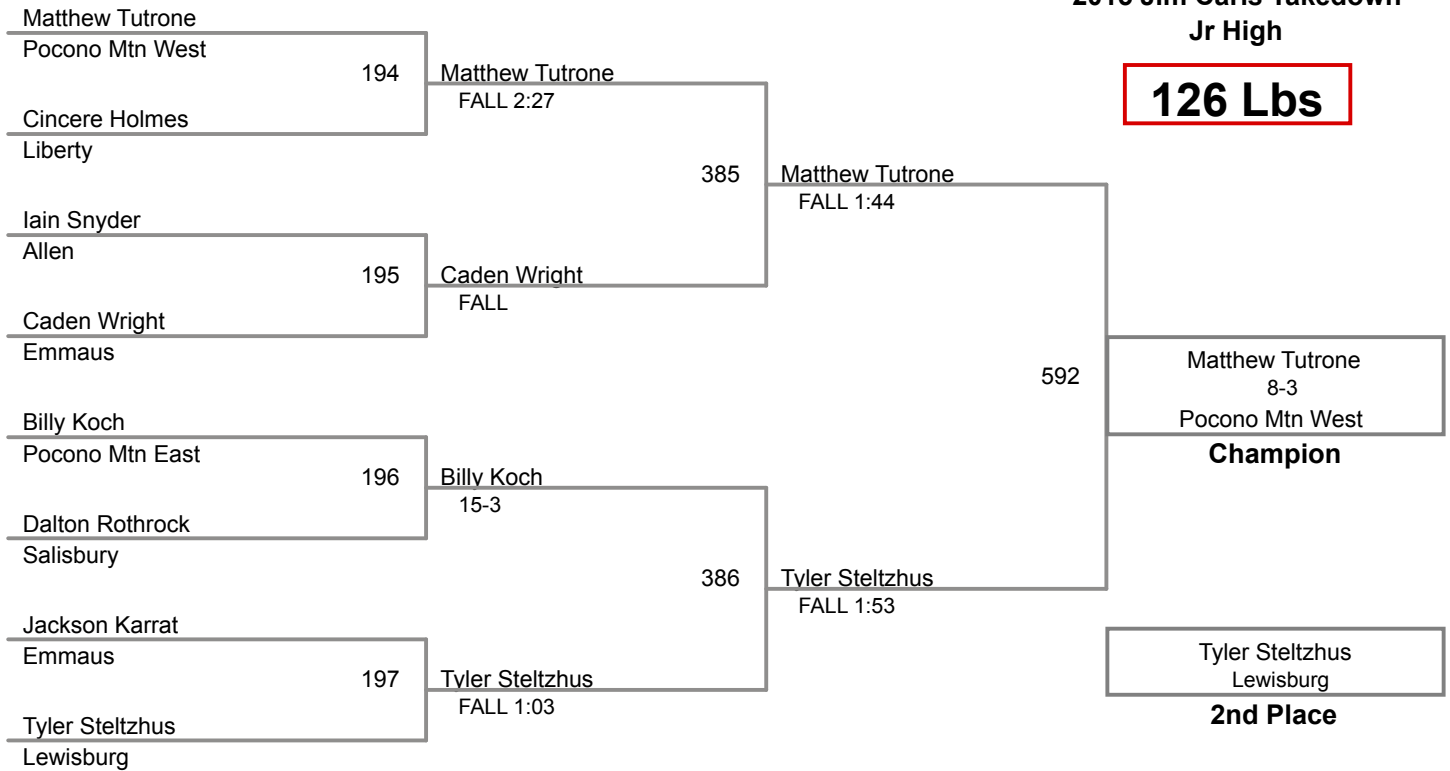 Jr High
126 Lbs
Matthew Tutrone
Pocono Mtn West
194
Cincere Holmes
Liberty
Iain Snyder
Allen
195
Caden Wright
Emmaus
Billy Koch
Pocono Mtn East
196
Dalton Rothrock
Salisbury
Jackson Karrat
Emmaus
197
Tyler Steltzhus
Lewisburg
Matthew Tutrone
FALL 2:27
385
Caden Wright
FALL
Billy Koch
15-3
386
Tyler Steltzhus
FALL 1:03
Matthew Tutrone
FALL 1:44
592
Tyler Steltzhus
FALL 1:53
Matthew Tutrone
8-3
Pocono Mtn West
Champion
Tyler Steltzhus
Lewisburg
2nd Place